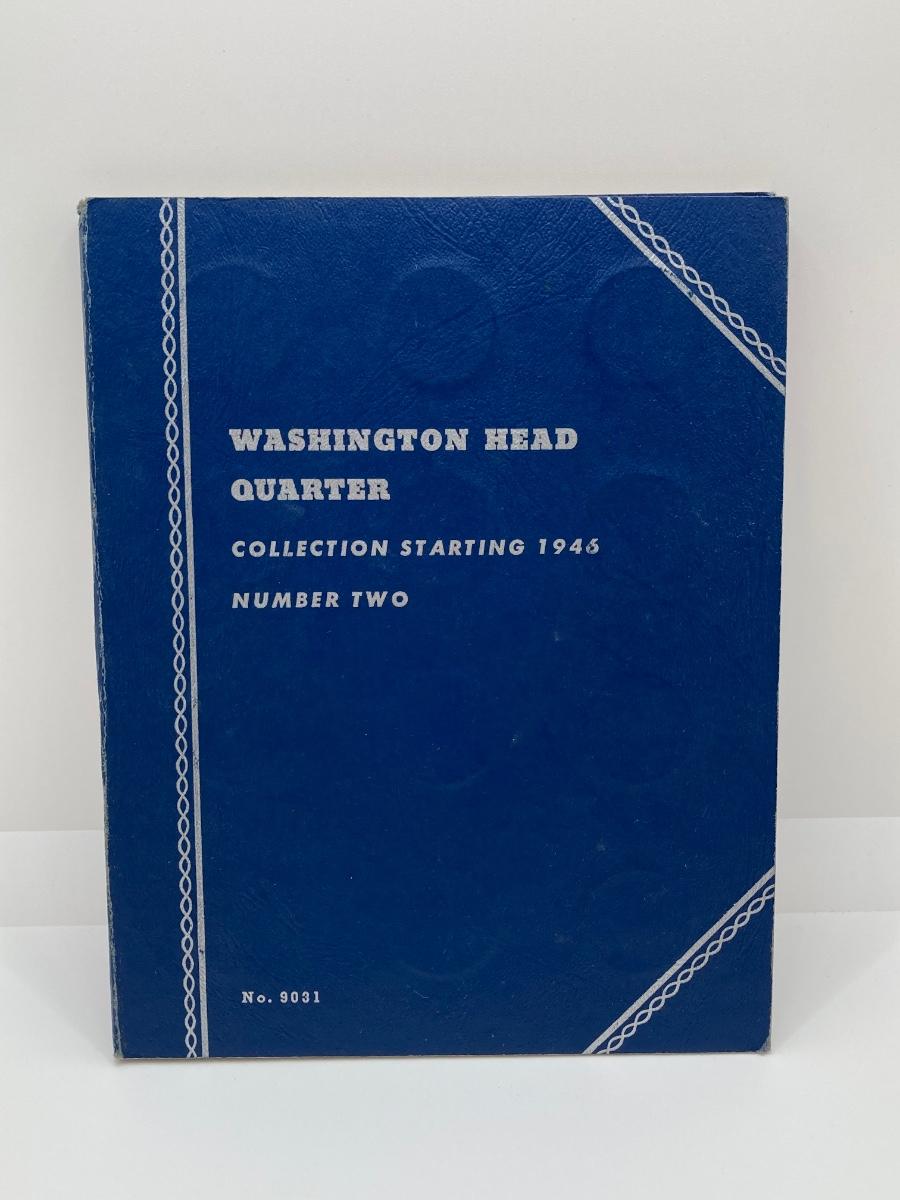 WASHINGTON HEAD
QUARTER
COLLECTION STARTING 1946
NUMBER TWO
No. 9031